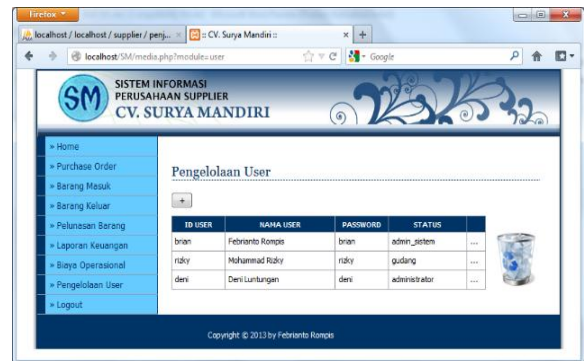 Firefox
localhost / localhost / supplier / penj...
:: CV. Surya Mandiri ::
localhost/SM/media.php?module=user
Google
SM
SISTEM INFORMASI
PERUSAHAAN SUPPLIER
CV. SURYA MANDIRI
» Home
» Purchase Order
» Barang Masuk
» Barang Keluar
» Pelunasan Barang
» Laporan Keuangan
» Biaya Operasional
» Pengelolaan User
» Logout
Pengelolaan User
+
ID USER NAMA USER PASSWORD STATUS
brian Febrianto Rompis brian admin_sistem ...
rizky Mohammad Rizky rizky gudang ...
deni Deni Luntungan deni administrator ...
Copyright © 2013 by Febrianto Rompis